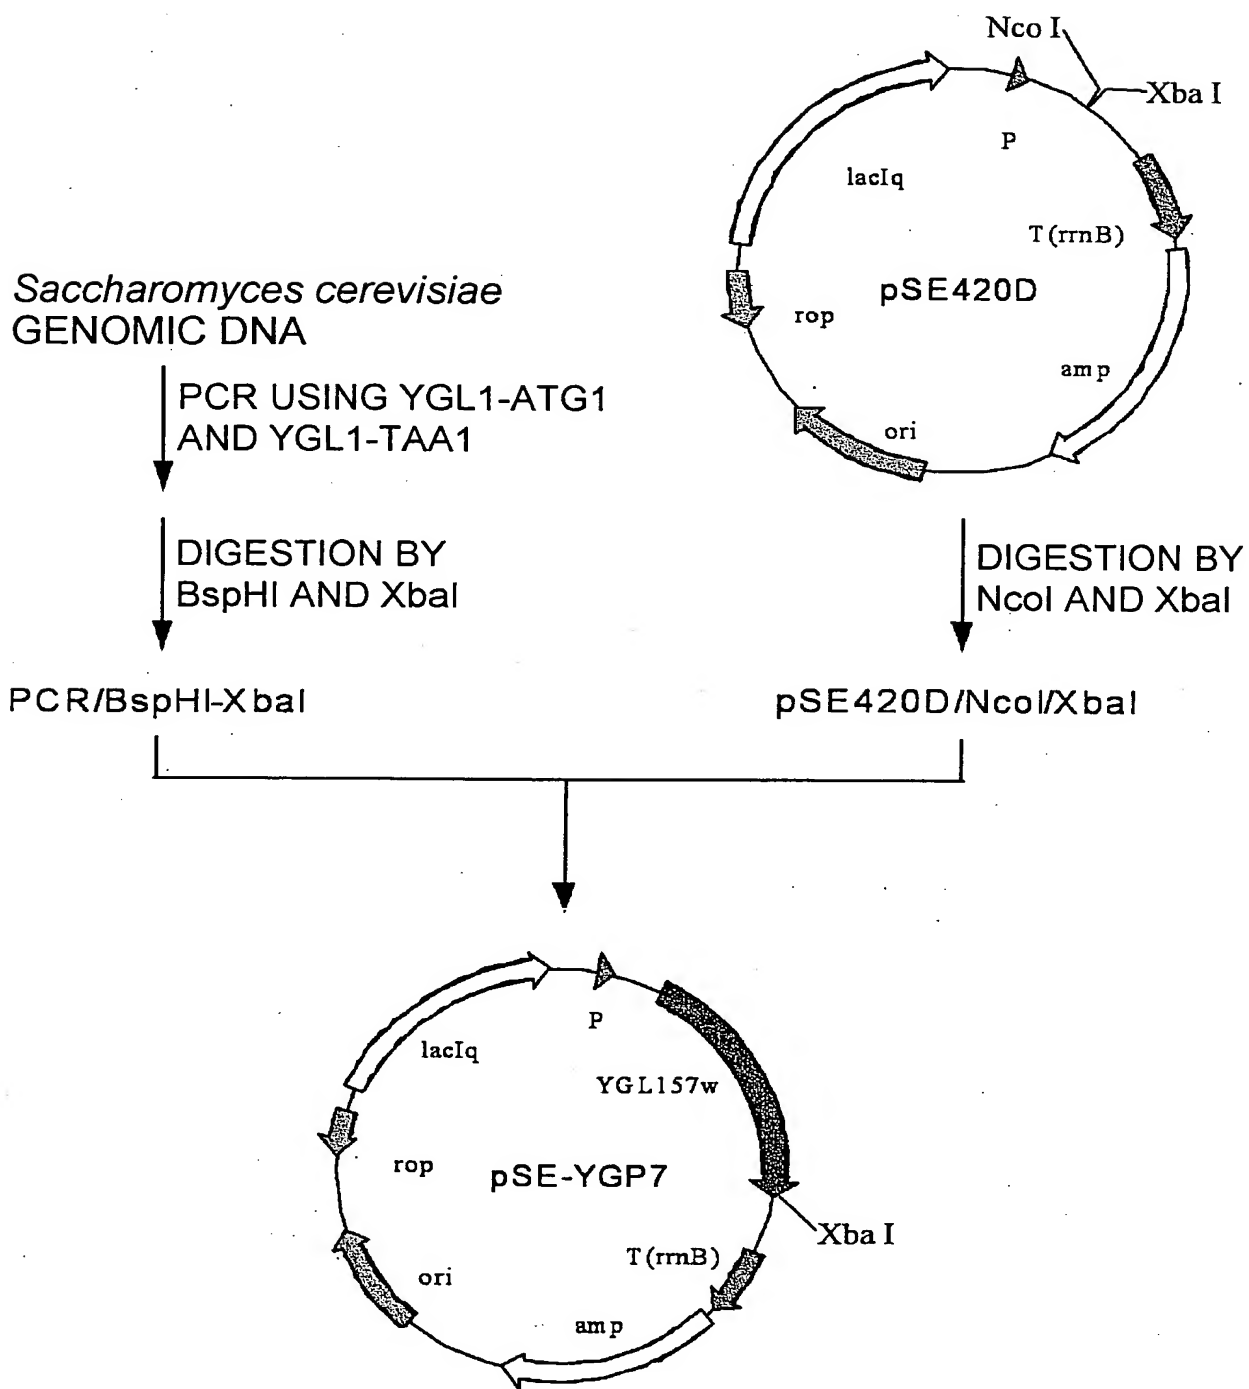 Nco I
Xba I
P
lacIq
T(rrnB)
pSE420D
rop
amp
ori
Saccharomyces cerevisiae
GENOMIC DNA
PCR USING YGL1-ATG1
AND YGL1-TAA1
DIGESTION BY
BspHI AND XbaI
DIGESTION BY
NcoI AND XbaI
PCR/BspHI-XbaI
pSE420D/NcoI/XbaI
P
lacIq
YGL157w
rop
pSE-YGP7
Xba I
T(rrnB)
ori
amp